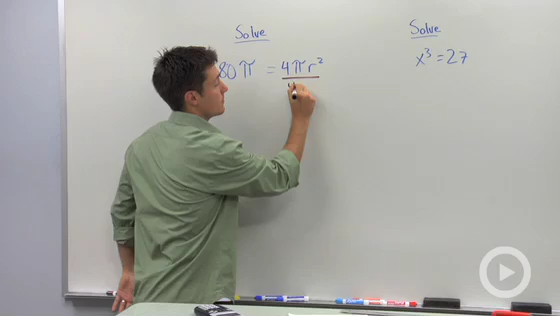 Solve
80π = 4πr²
Solve
x³ = 27